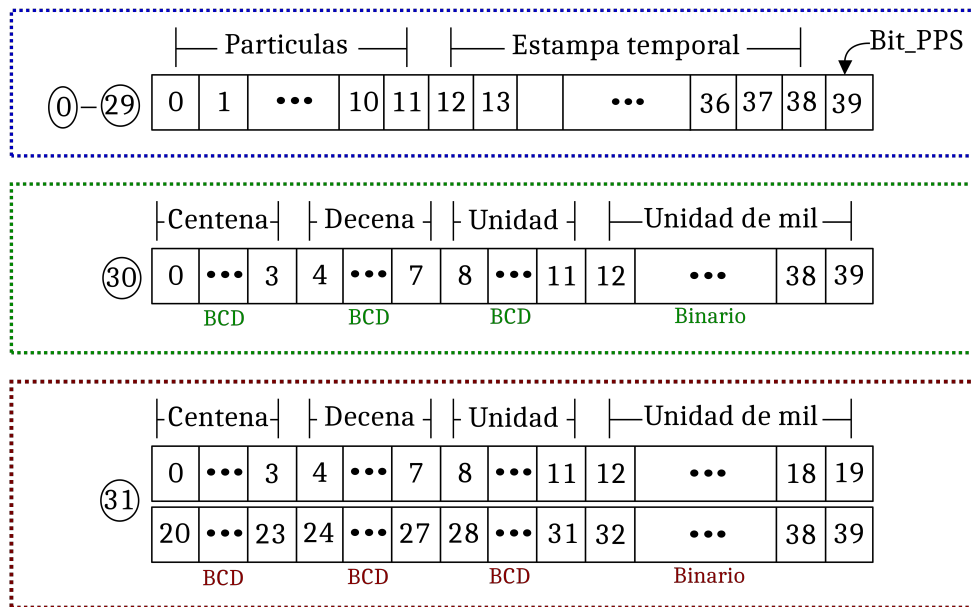 Particulas Estampa temporal Bit_PPS
0 – 29 0 1 ••• 10 11 12 13 ••• 36 37 38 39
Centena Decena Unidad Unidad de mil
30 0 ••• 3 4 ••• 7 8 ••• 11 12 ••• 38 39
BCD BCD BCD Binario
Centena Decena Unidad Unidad de mil
31
0 ••• 3 4 ••• 7 8 ••• 11 12 ••• 18 19
20 ••• 23 24 ••• 27 28 ••• 31 32 ••• 38 39
BCD BCD BCD Binario